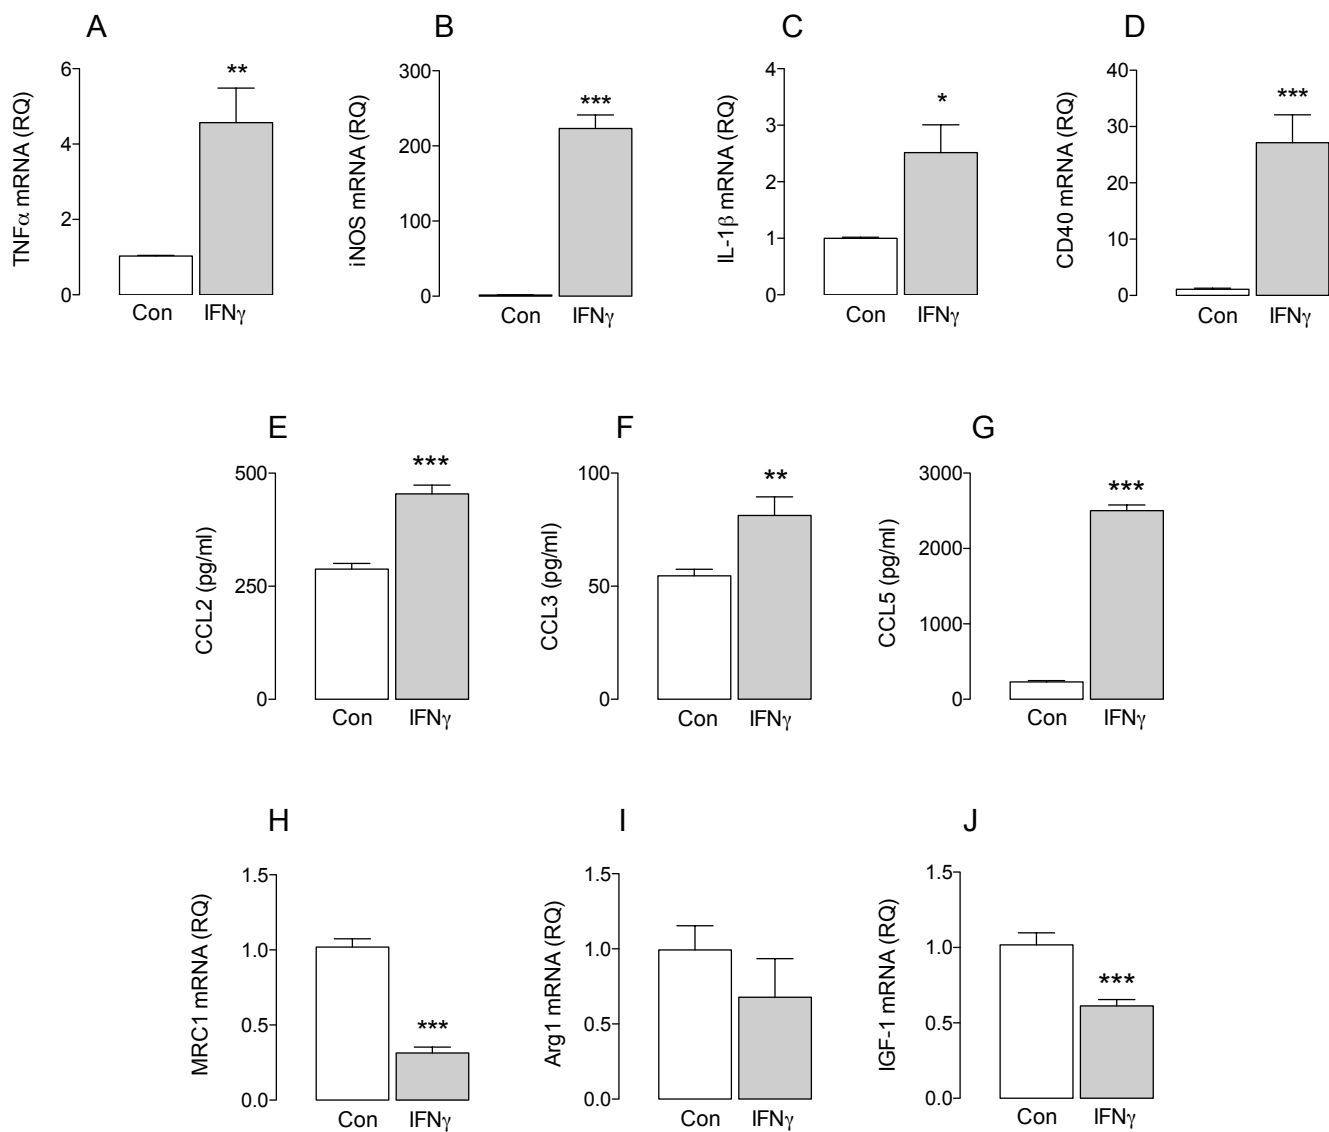 A
B
C
D
TNFα mRNA (RQ)
6
4
2
0
**
Con
IFNγ
iNOS mRNA (RQ)
300
200
100
0
***
Con
IFNγ
IL-1β mRNA (RQ)
4
3
2
1
0
*
Con
IFNγ
CD40 mRNA (RQ)
40
30
20
10
0
***
Con
IFNγ
E
F
G
CCL2 (pg/ml)
500
250
0
***
Con
IFNγ
CCL3 (pg/ml)
100
50
0
**
Con
IFNγ
CCL5 (pg/ml)
3000
2000
1000
0
***
Con
IFNγ
H
I
J
MRC1 mRNA (RQ)
1.5
1.0
0.5
0.0
***
Con
IFNγ
Arg1 mRNA (RQ)
1.5
1.0
0.5
0.0
Con
IFNγ
IGF-1 mRNA (RQ)
1.5
1.0
0.5
0.0
***
Con
IFNγ